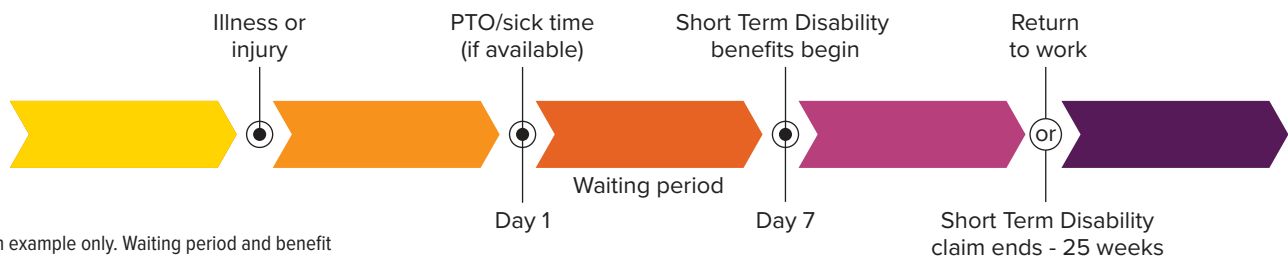 Illness or
injury
PTO/sick time
(if available)
Short Term Disability
benefits begin
Return
to work
or
Waiting period
Day 1
Day 7
Short Term Disability
claim ends - 25 weeks
example only. Waiting period and benefit